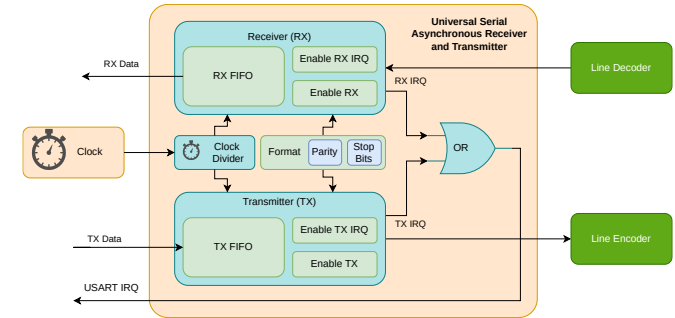 Universal Serial
Asynchronous Receiver
and Transmitter
Receiver (RX)
RX FIFO
Enable RX IRQ
Enable RX
RX Data
RX IRQ
Line Decoder
Clock
Clock
Divider
Format
Parity
Stop
Bits
OR
Transmitter (TX)
TX FIFO
Enable TX IRQ
Enable TX
TX Data
TX IRQ
Line Encoder
USART IRQ